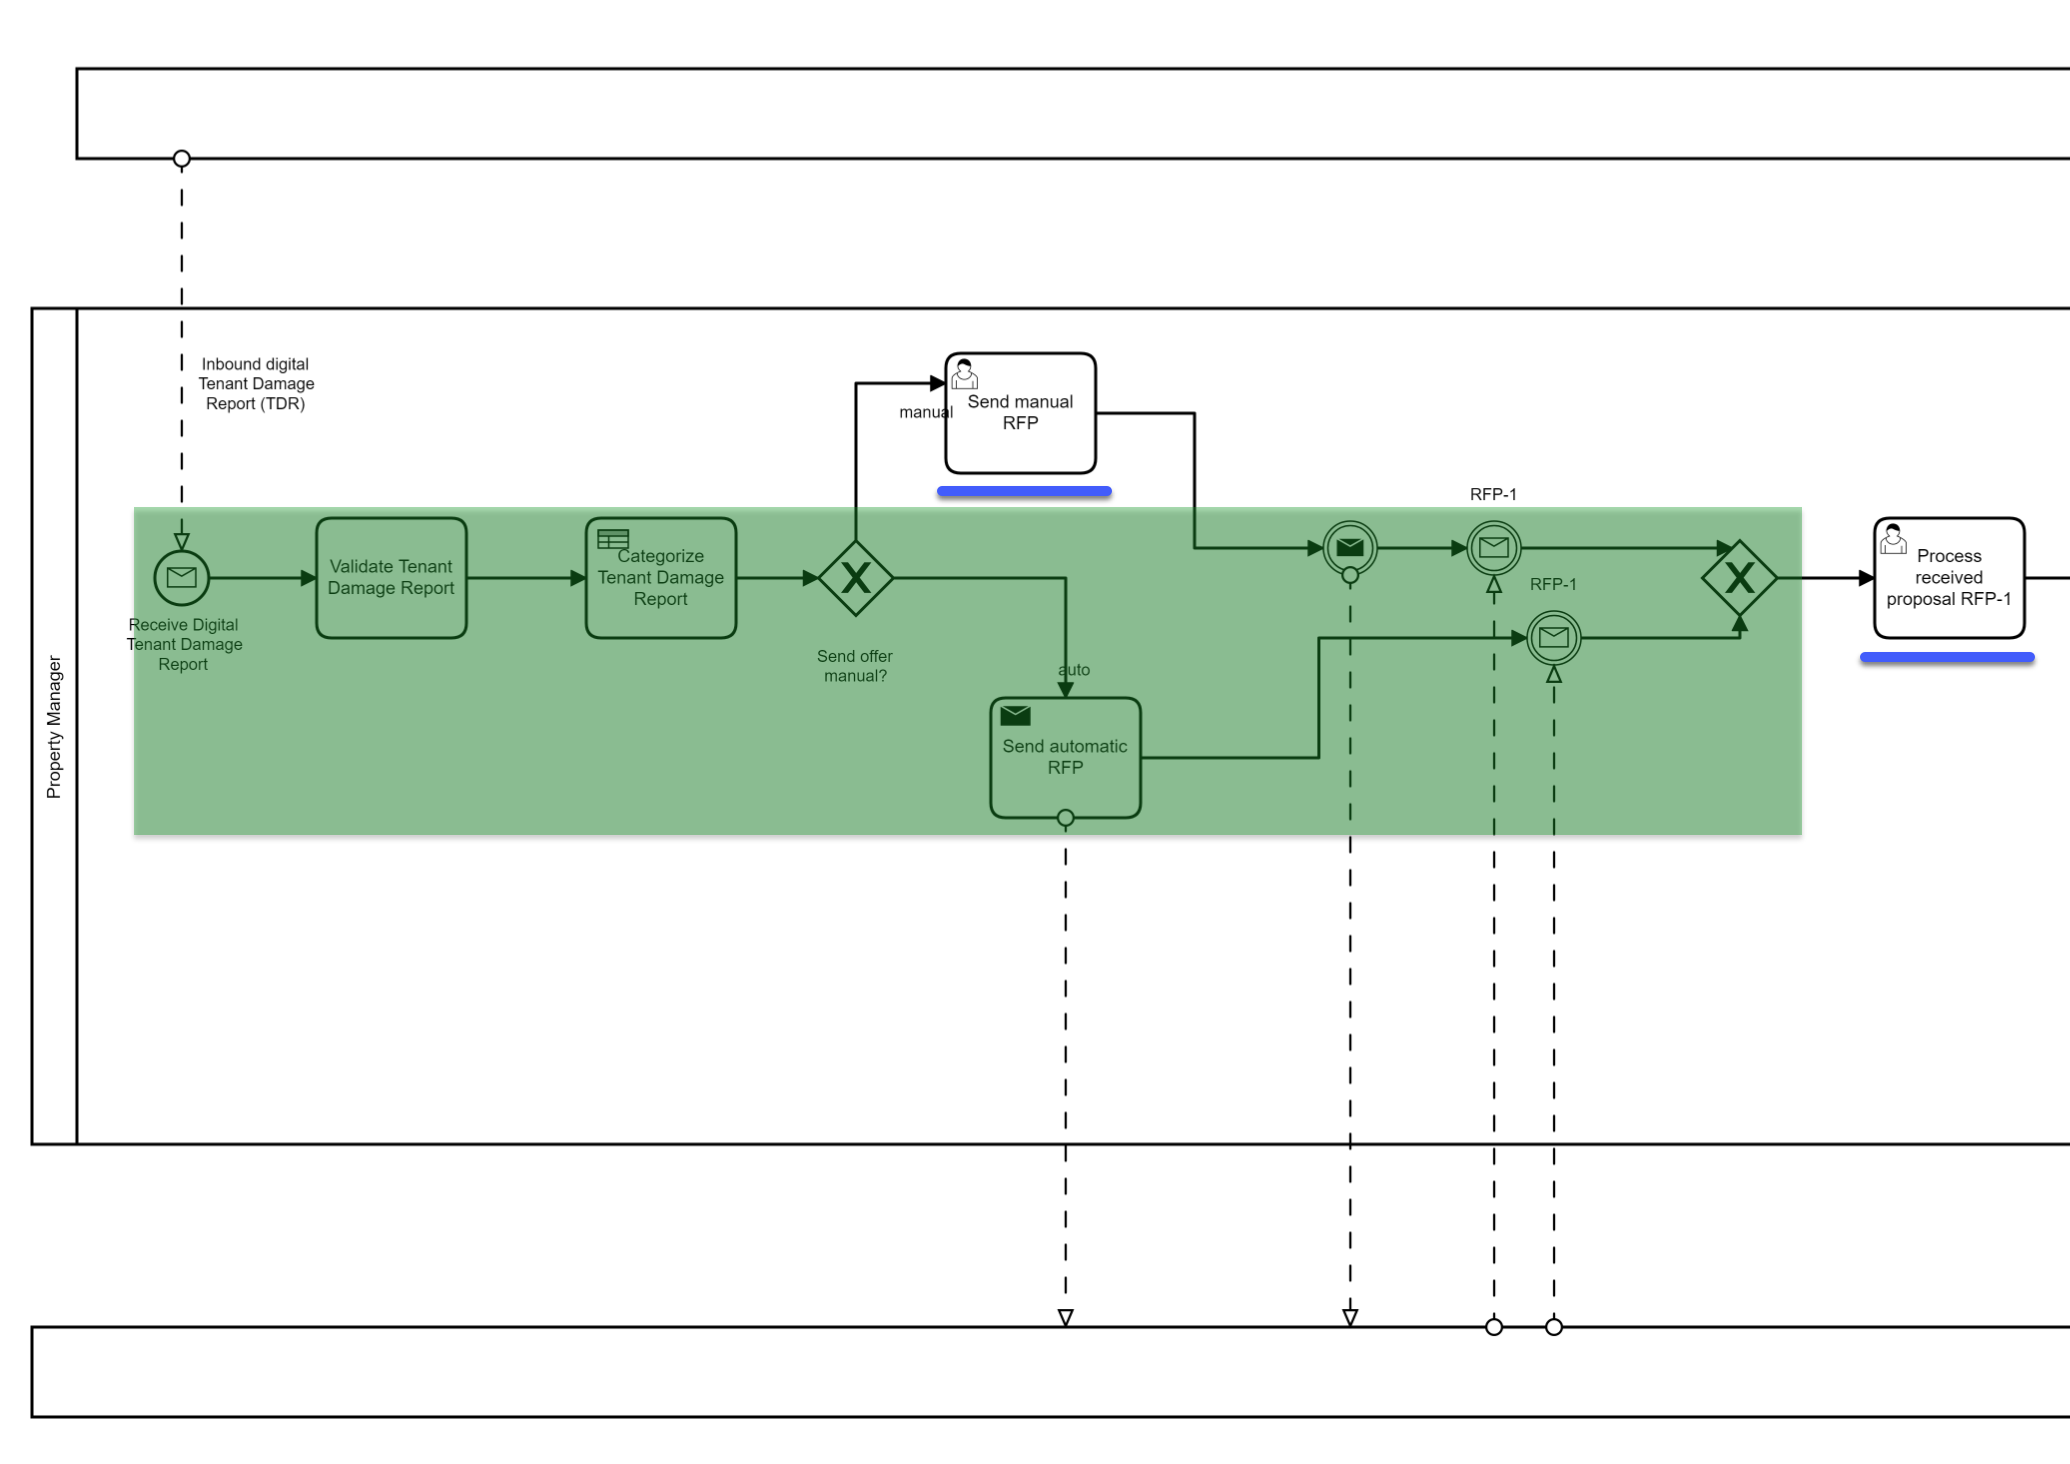 Inbound digital
Tenant Damage
Report (TDR)
manual
Send manual
RFP
RFP-1
Validate Tenant
Damage Report
Categorize
Tenant Damage
Report
Process
received
proposal RFP-1
RFP-1
Receive Digital
Tenant Damage
Report
Send offer
manual?
auto
Send automatic
RFP
Property Manager